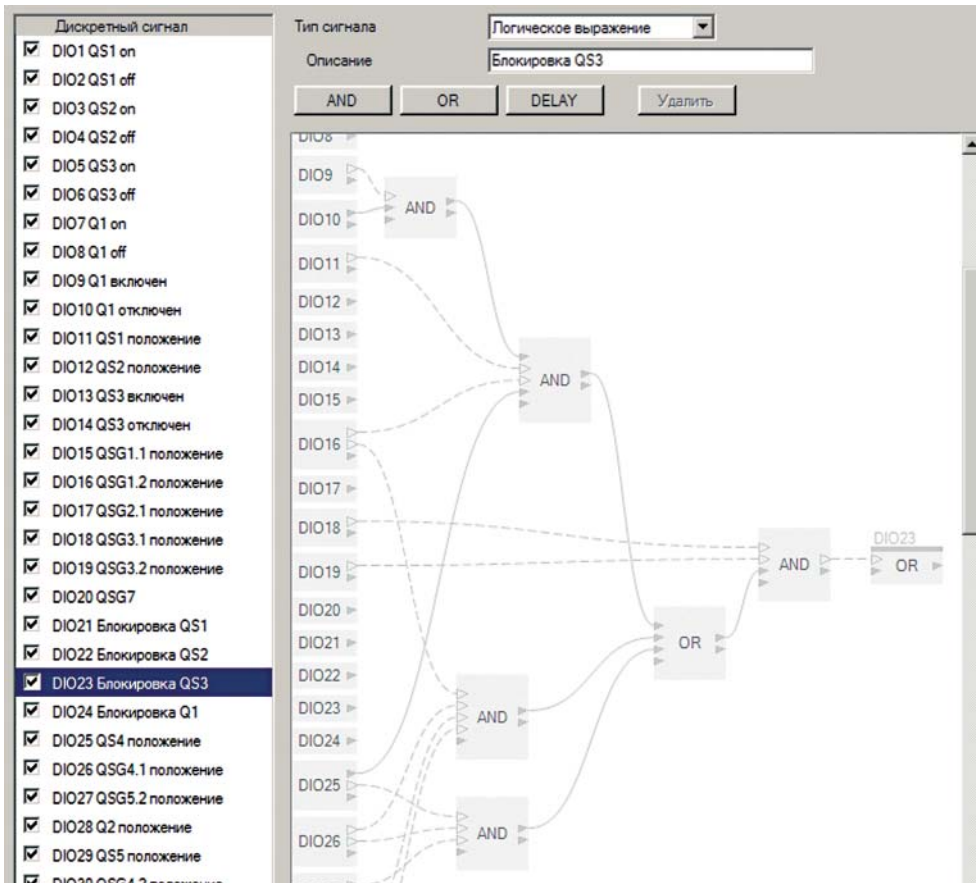 Дискретный сигнал
DIO1 QS1 on
DIO2 QS1 off
DIO3 QS2 on
DIO4 QS2 off
DIO5 QS3 on
DIO6 QS3 off
DIO7 Q1 on
DIO8 Q1 off
DIO9 Q1 включен
DIO10 Q1 отключен
DIO11 QS1 положение
DIO12 QS2 положение
DIO13 QS3 включен
DIO14 QS3 отключен
DIO15 QSG1.1 положение
DIO16 QSG1.2 положение
DIO17 QSG2.1 положение
DIO18 QSG3.1 положение
DIO19 QSG3.2 положение
DIO20 QSG7
DIO21 Блокировка QS1
DIO22 Блокировка QS2
DIO23 Блокировка QS3
DIO24 Блокировка Q1
DIO25 QS4 положение
DIO26 QSG4.1 положение
DIO27 QSG5.2 положение
DIO28 Q2 положение
DIO29 QS5 положение
Тип сигнала
Логическое выражение
Описание
Блокировка QS3
AND
OR
DELAY
Удалить
DIO8
DIO9
AND
DIO10
DIO11
DIO12
DIO13
DIO14
AND
DIO15
DIO16
DIO17
DIO18
DIO23
AND
OR
DIO19
DIO20
DIO21
OR
DIO22
DIO23
AND
DIO24
DIO25
AND
DIO26